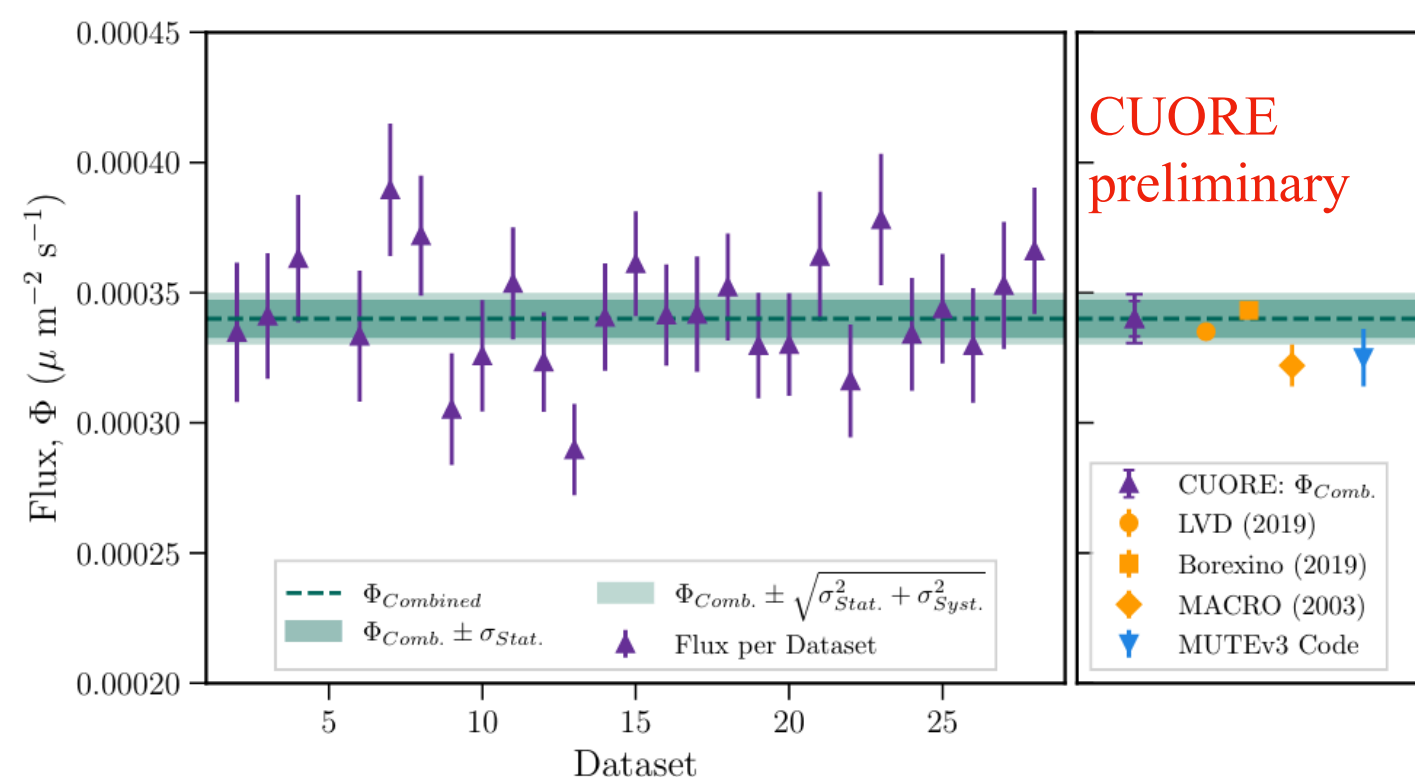 0.00045
0.00040
0.00035
0.00030
0.00025
0.00020
Flux, Φ (μ m⁻² s⁻¹)
5 10 15 20 25
Dataset
Φ_Combined
Φ_Comb. ± σ_Stat.
Φ_Comb. ± √(σ²_Stat. + σ²_Syst.)
Flux per Dataset
CUORE
preliminary
CUORE: Φ_Comb.
LVD (2019)
Borexino (2019)
MACRO (2003)
MUTEv3 Code